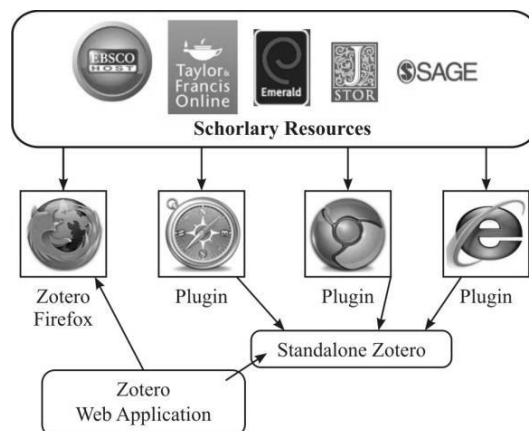 EBSCO
HOST
Taylor &
Francis
Online
Emerald
J
STOR
S SAGE
Schorlary Resources
Zotero
Firefox
Plugin
Plugin
Plugin
Standalone Zotero
Zotero
Web Application